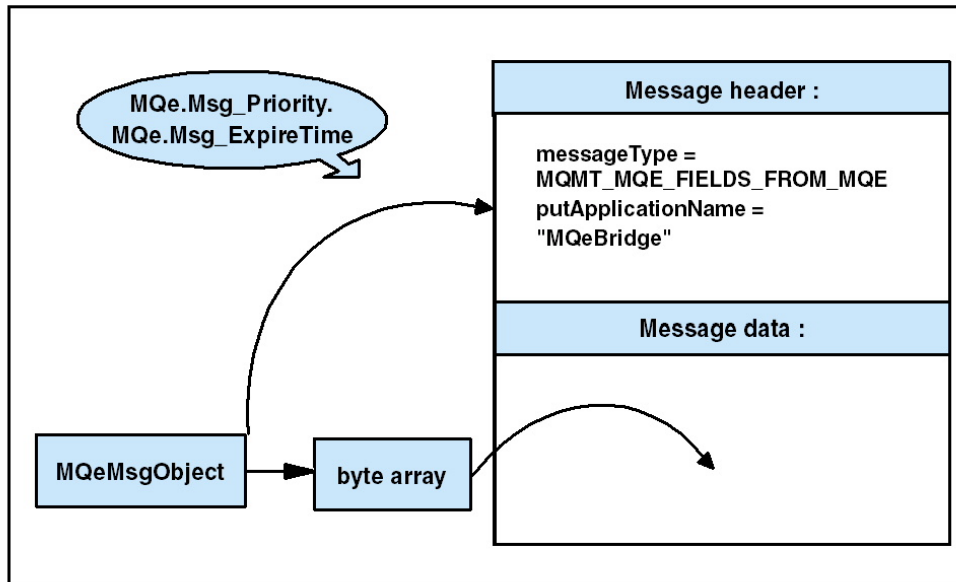 MQe.Msg_Priority.
MQe.Msg_ExpireTime
Message header :
messageType =
MQMT_MQE_FIELDS_FROM_MQE
putApplicationName =
"MQeBridge"
Message data :
MQeMsgObject
byte array